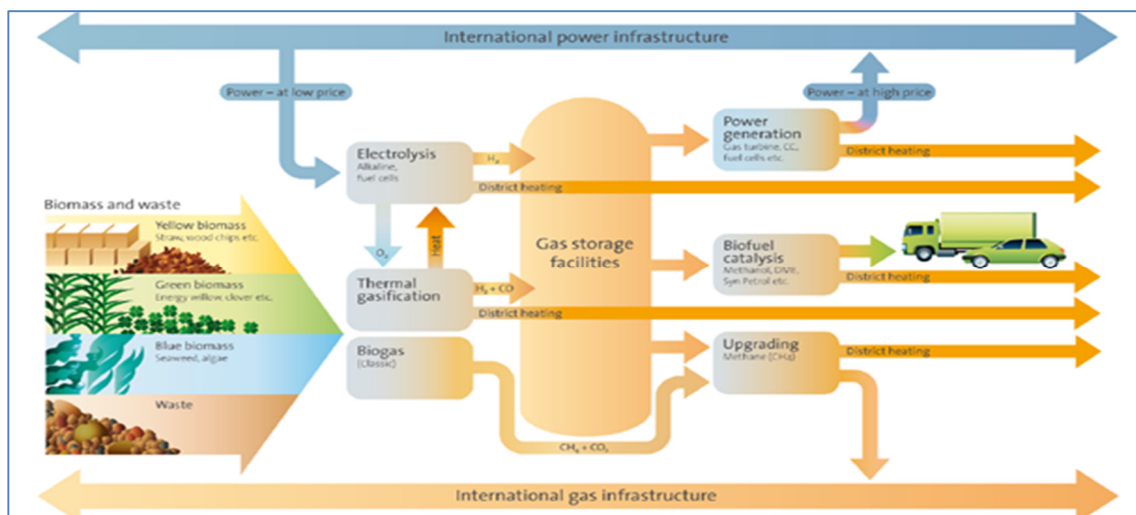 International power infrastructure
Power – at low price
Power – at high price
Electrolysis
Alkaline,
fuel cells
H₂
District heating
Power
generation
Gas turbine, CC,
fuel cells etc.
District heating
Biomass and waste
Yellow biomass
Straw, wood chips etc.
Green biomass
Energy willow, clover etc.
Blue biomass
Seaweed, algae
Waste
O₂
Heat
Thermal
gasification
H₂ + CO
District heating
Biogas
(Classic)
CH₄ + CO₂
Gas storage
facilities
Biofuel
catalysis
Methanol, DME,
Syn Petrol etc.
District heating
Upgrading
Methane (CH₄)
District heating
International gas infrastructure